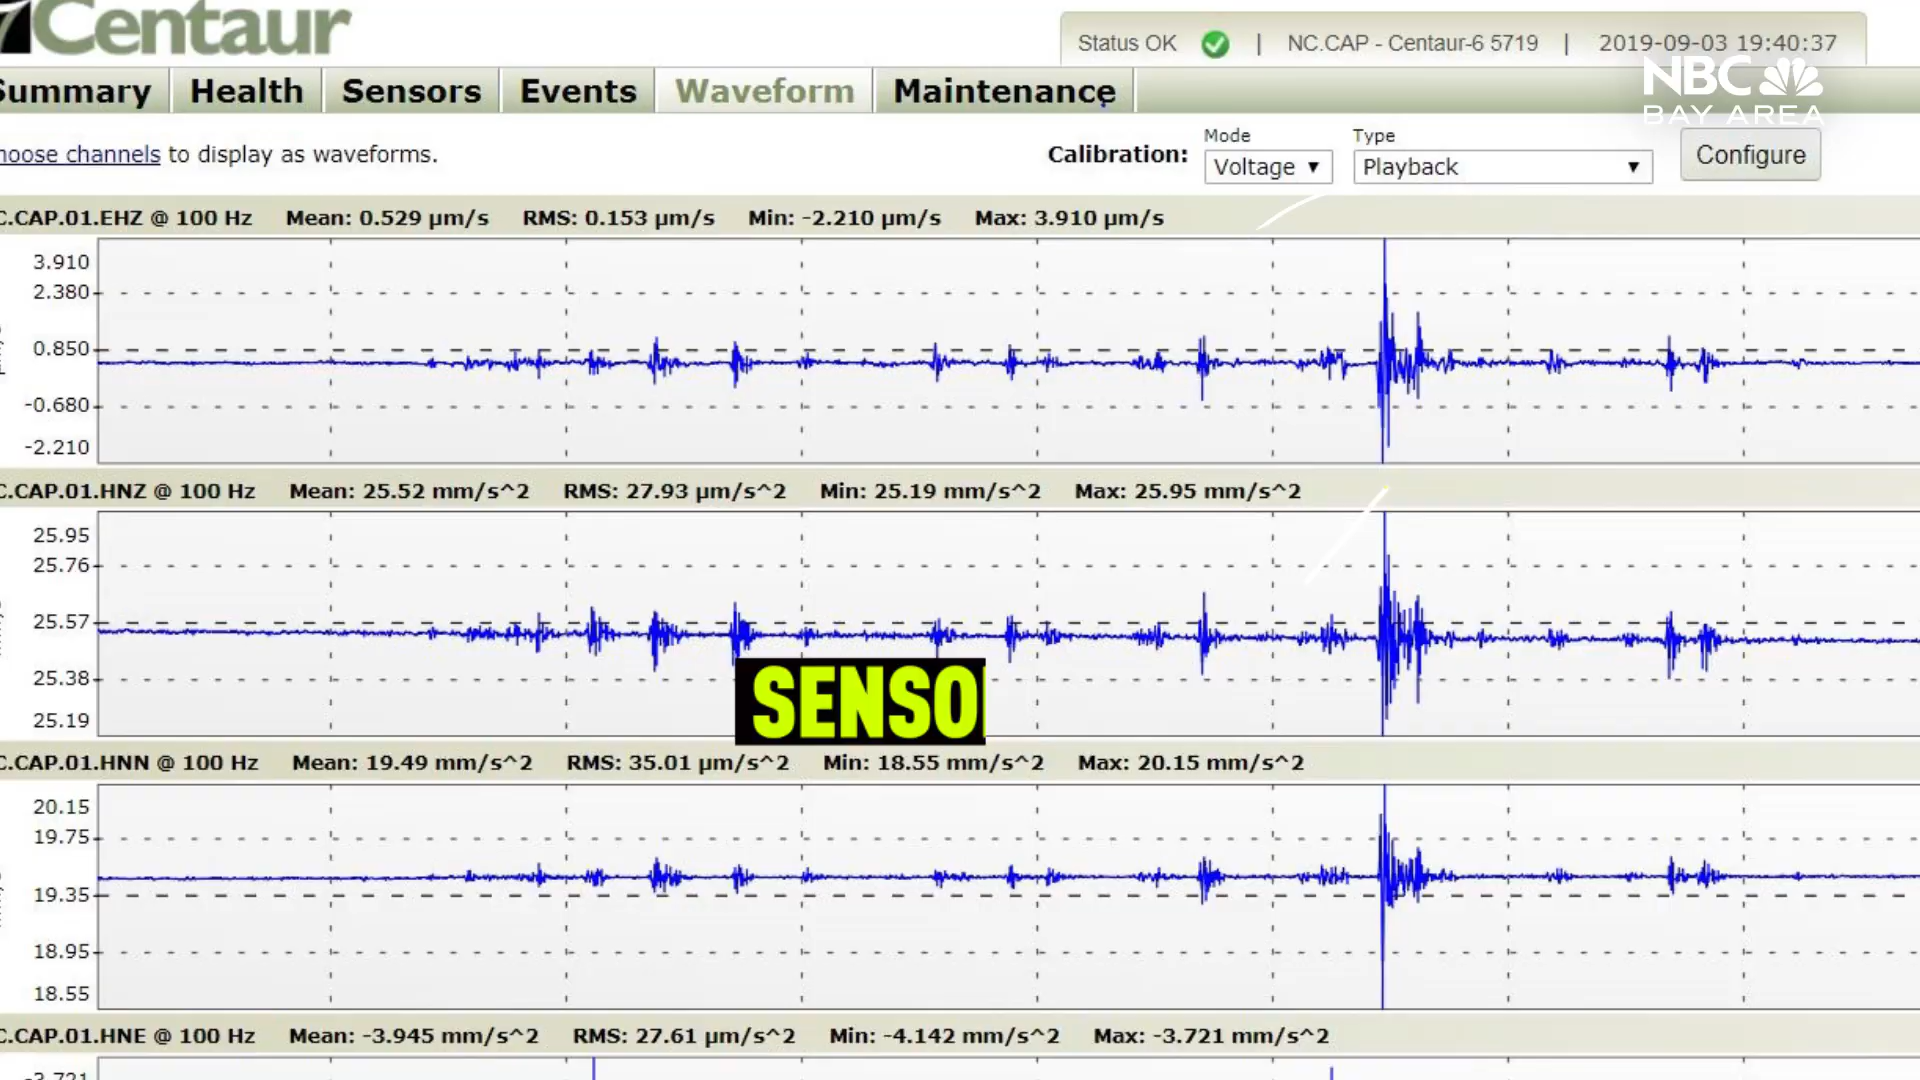 Centaur
Status OK | NC.CAP - Centaur-6 5719 | 2019-09-03 19:40:37
NBC
BAY AREA
Summary Health Sensors Events Waveform Maintenance
hoose channels to display as waveforms.
Calibration:
Mode
Voltage
Type
Playback
Configure
C.CAP.01.EHZ @ 100 Hz Mean: 0.529 µm/s RMS: 0.153 µm/s Min: -2.210 µm/s Max: 3.910 µm/s
3.910
2.380
0.850
-0.680
-2.210
C.CAP.01.HNZ @ 100 Hz Mean: 25.52 mm/s^2 RMS: 27.93 µm/s^2 Min: 25.19 mm/s^2 Max: 25.95 mm/s^2
25.95
25.76
25.57
25.38
25.19
SENSO
C.CAP.01.HNN @ 100 Hz Mean: 19.49 mm/s^2 RMS: 35.01 µm/s^2 Min: 18.55 mm/s^2 Max: 20.15 mm/s^2
20.15
19.75
19.35
18.95
18.55
C.CAP.01.HNE @ 100 Hz Mean: -3.945 mm/s^2 RMS: 27.61 µm/s^2 Min: -4.142 mm/s^2 Max: -3.721 mm/s^2
-3.721